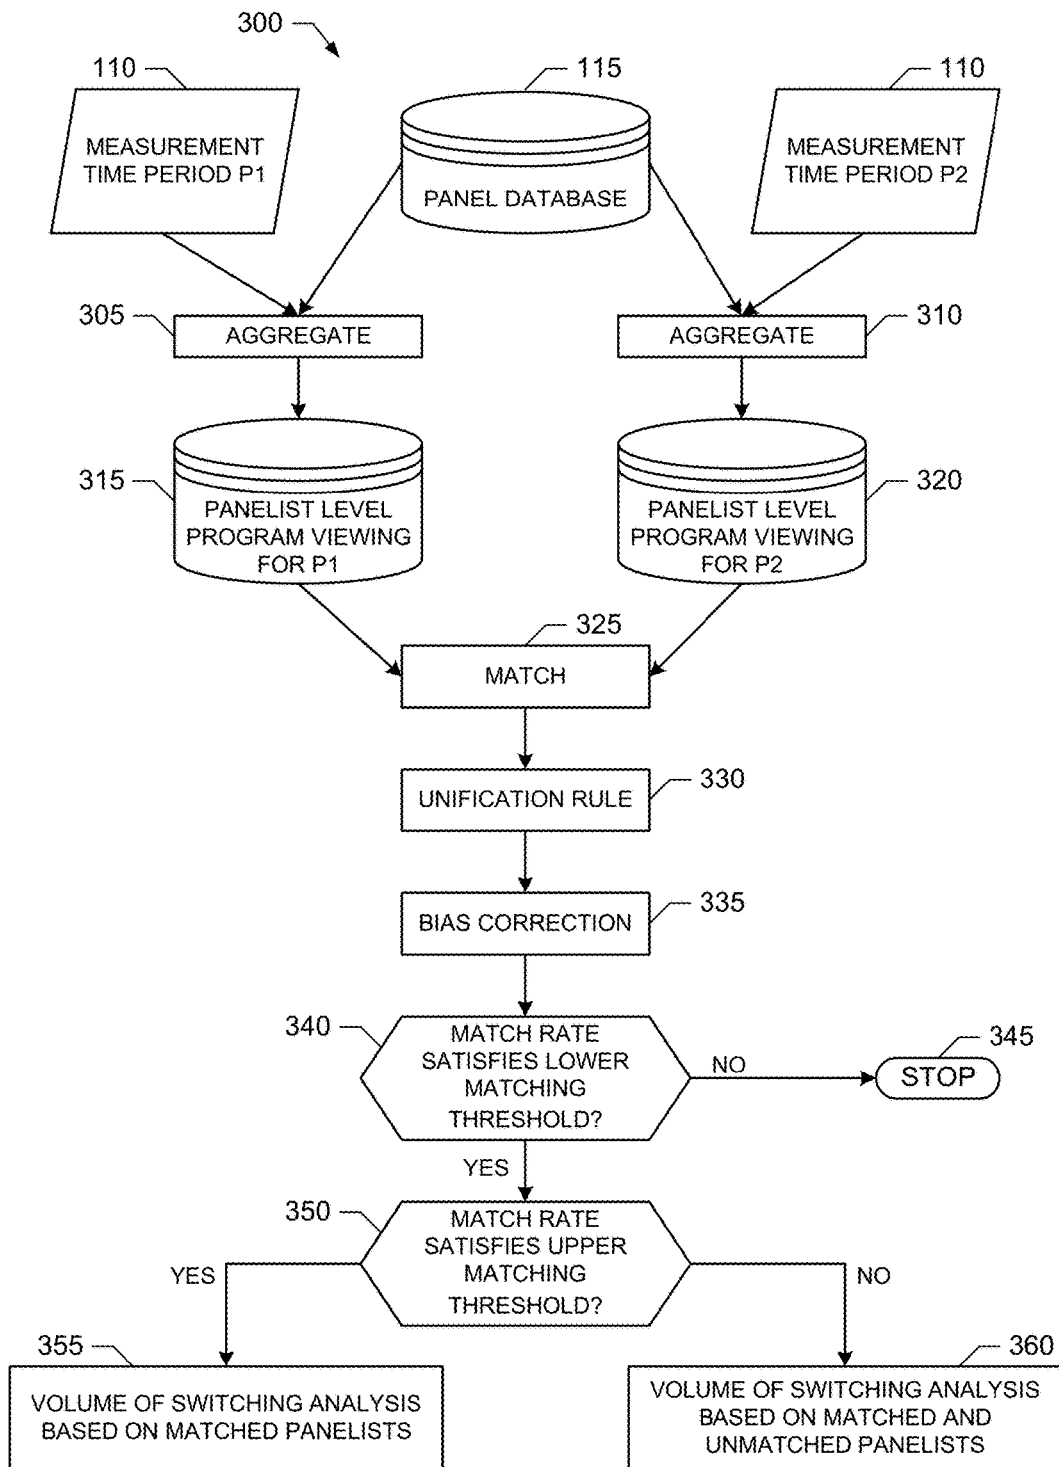 300
110
115
110
MEASUREMENT
TIME PERIOD P1
PANEL DATABASE
MEASUREMENT
TIME PERIOD P2
305
AGGREGATE
AGGREGATE
310
315
PANELIST LEVEL
PROGRAM VIEWING
FOR P1
PANELIST LEVEL
PROGRAM VIEWING
FOR P2
320
325
MATCH
UNIFICATION RULE
330
BIAS CORRECTION
335
340
MATCH RATE
SATISFIES LOWER
MATCHING
THRESHOLD?
NO
345
STOP
YES
350
MATCH RATE
SATISFIES UPPER
MATCHING
THRESHOLD?
YES
NO
355
VOLUME OF SWITCHING ANALYSIS
BASED ON MATCHED PANELISTS
360
VOLUME OF SWITCHING ANALYSIS
BASED ON MATCHED AND
UNMATCHED PANELISTS